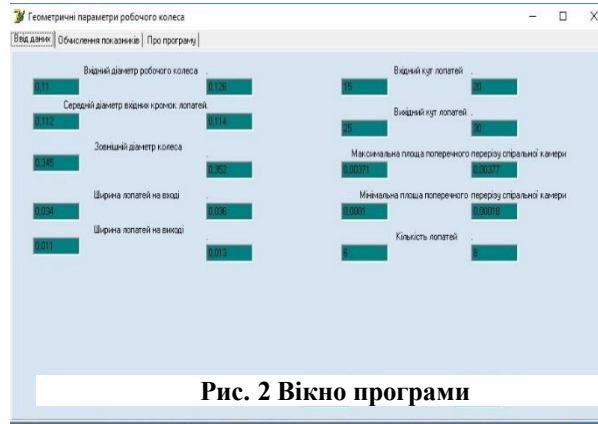 Геометричні параметри робочого колеса
Ввід даних Обчислення показників Про програму
Вхідний діаметр робочого колеса .
0.11 0.126
Середній діаметр вхідних кромок лопатей.
0.112 0.114
Зовнішній діаметр колеса .
0.345 0.352
Ширина лопатей на вході .
0.034 0.036
Ширина лопатей на виході .
0.011 0.013
Вхідний кут лопатей .
15 20
Вихідний кут лопатей .
25 30
Максимальна площа поперечного перерізу спіральної камери
0.00371 0.00377
Мінімальна площа поперечного перерізу спіральної камери
0.0001 0.00018
Кількість лопатей .
Рис. 2 Вікно програми